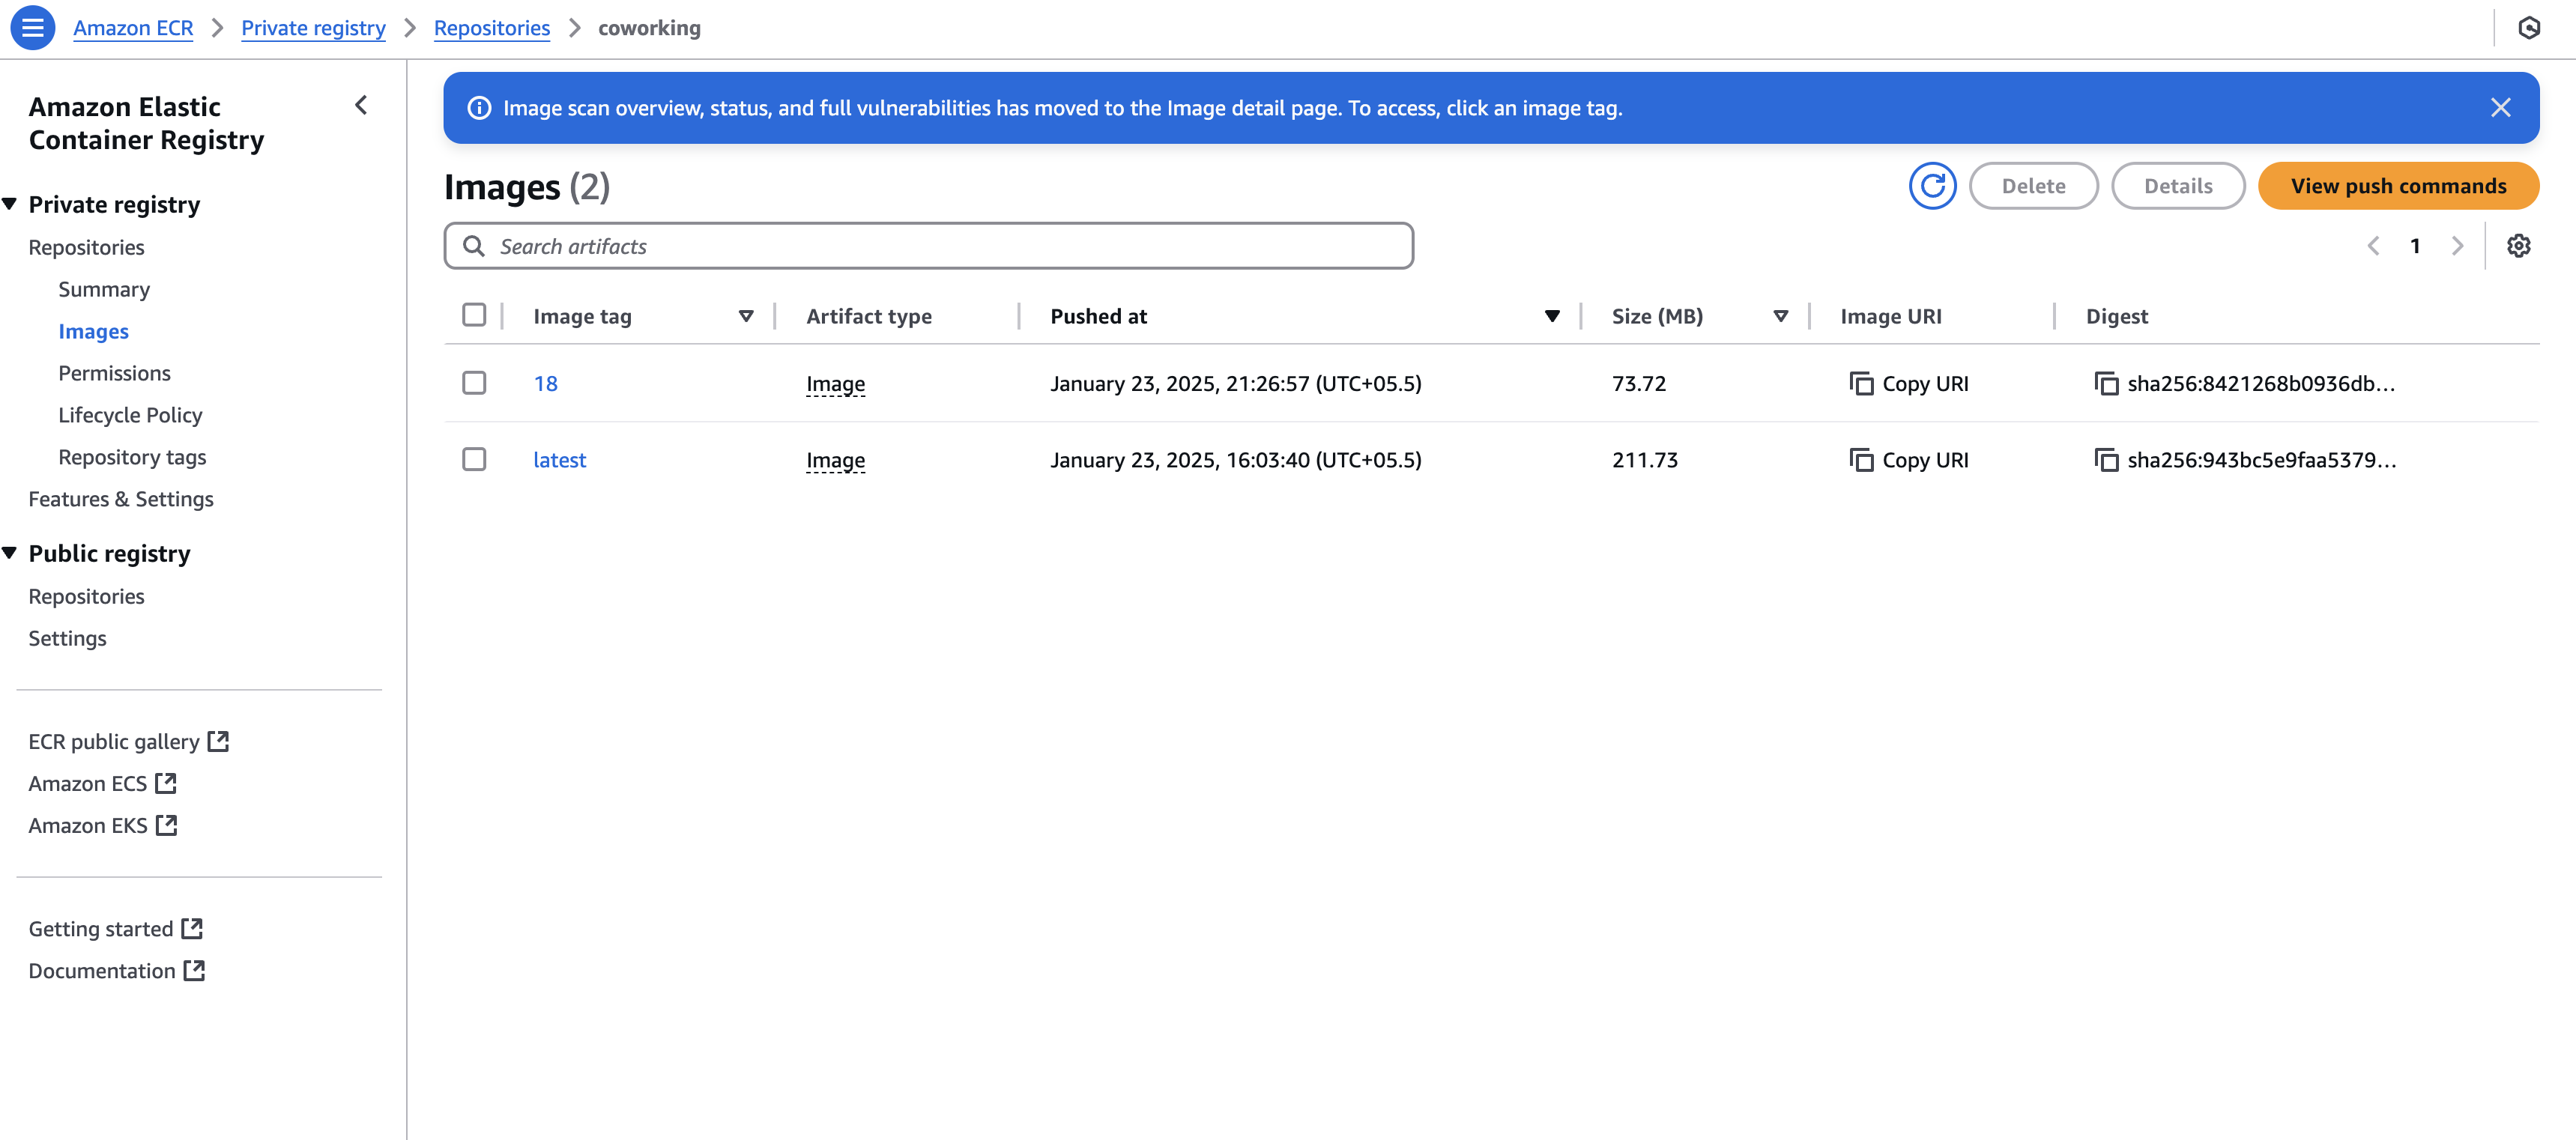 Amazon ECR > Private registry > Repositories > coworking
Amazon Elastic
Container Registry
Private registry
Repositories
Summary
Images
Permissions
Lifecycle Policy
Repository tags
Features & Settings
Public registry
Repositories
Settings
ECR public gallery
Amazon ECS
Amazon EKS
Getting started
Documentation
Image scan overview, status, and full vulnerabilities has moved to the Image detail page. To access, click an image tag.
Images (2)
Delete
Details
View push commands
Search artifacts
1
Image tag Artifact type Pushed at Size (MB) Image URI Digest
18 Image January 23, 2025, 21:26:57 (UTC+05.5) 73.72 Copy URI sha256:8421268b0936db...
latest Image January 23, 2025, 16:03:40 (UTC+05.5) 211.73 Copy URI sha256:943bc5e9faa5379...